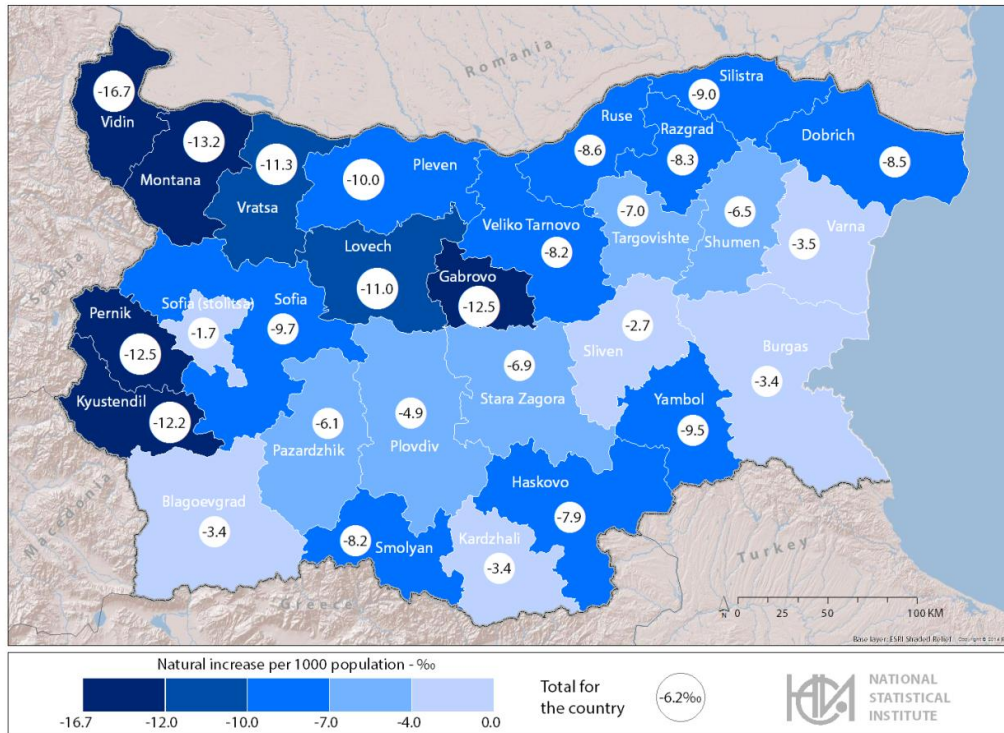 Romania
Silistra
-9.0
-16.7
Vidin
Ruse
-8.6
Razgrad
-8.3
Dobrich
-8.5
-13.2
Montana
-11.3
Vratsa
Pleven
-10.0
-7.0
Targovishte
-6.5
Shumen
Varna
-3.5
Veliko Tarnovo
-8.2
Lovech
-11.0
Gabrovo
-12.5
Serbia
Sofia (stolitsa)
-1.7
Sofia
-9.7
Pernik
-12.5
-2.7
Sliven
Burgas
-3.4
-6.9
Stara Zagora
Kyustendil
-12.2
-6.1
Pazardzhik
-4.9
Plovdiv
Yambol
-9.5
Blagoevgrad
-3.4
Haskovo
-7.9
-8.2
Smolyan
Kardzhali
-3.4
Macedonia
Greece
Turkey
N
0 25 50 100 KM
Base layer: ESRI Shaded Relief
Natural increase per 1000 population - ‰
-16.7 -12.0 -10.0 -7.0 -4.0 0.0
Total for
the country
-6.2‰
НСИ
NATIONAL
STATISTICAL
INSTITUTE